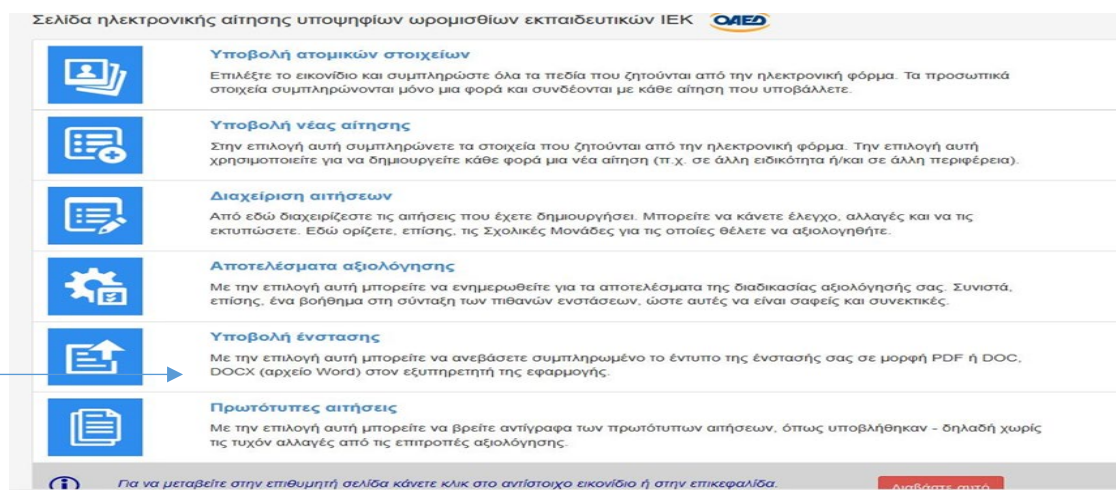 Σελίδα ηλεκτρονικής αίτησης υποψηφίων ωρομισθίων εκπαιδευτικών ΙΕΚ ΟΑΕD
Υποβολή ατομικών στοιχείων
Επιλέξτε το εικονίδιο και συμπληρώστε όλα τα πεδία που ζητούνται από την ηλεκτρονική φόρμα. Τα προσωπικά
στοιχεία συμπληρώνονται μόνο μια φορά και συνδέονται με κάθε αίτηση που υποβάλλετε.
Υποβολή νέας αίτησης
Στην επιλογή αυτή συμπληρώνετε τα στοιχεία που ζητούνται από την ηλεκτρονική φόρμα. Την επιλογή αυτή
χρησιμοποιείτε για να δημιουργείτε κάθε φορά μια νέα αίτηση (π.χ. σε άλλη ειδικότητα ή/και σε άλλη περιφέρεια).
Διαχείριση αιτήσεων
Από εδώ διαχειρίζεστε τις αιτήσεις που έχετε δημιουργήσει. Μπορείτε να κάνετε έλεγχο, αλλαγές και να τις
εκτυπώσετε. Εδώ ορίζετε, επίσης, τις Σχολικές Μονάδες για τις οποίες θέλετε να αξιολογηθήτε.
Αποτελέσματα αξιολόγησης
Με την επιλογή αυτή μπορείτε να ενημερωθείτε για τα αποτελέσματα της διαδικασίας αξιολόγησής σας. Συνιστά,
επίσης, ένα βοήθημα στη σύνταξη των πιθανών ενστάσεων, ώστε αυτές να είναι σαφείς και συνεκτικές.
Υποβολή ένστασης
Με την επιλογή αυτή μπορείτε να ανεβάσετε συμπληρωμένο το έντυπο της ένστασής σας σε μορφή PDF ή DOC,
DOCX (αρχείο Word) στον εξυπηρετητή της εφαρμογής.
Πρωτότυπες αιτήσεις
Με την επιλογή αυτή μπορείτε να βρείτε αντίγραφα των πρωτότυπων αιτήσεων, όπως υποβλήθηκαν - δηλαδή χωρίς
τις τυχόν αλλαγές από τις επιτροπές αξιολόγησης.
Για να μεταβείτε στην επιθυμητή σελίδα κάνετε κλικ στο αντίστοιχο εικονίδιο ή στην επικεφαλίδα.
Διαβάστε αυτό